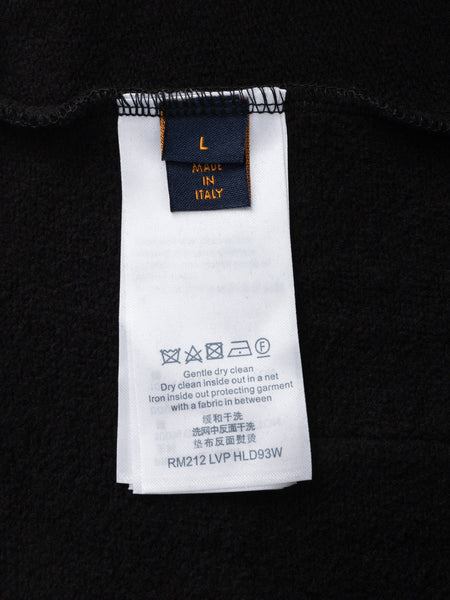 L
MADE
IN
ITALY
Gentle dry clean
Dry clean inside out in a net
Iron inside out protecting garment
with a fabric in between
缓和干洗
洗网中反面干洗
垫布反面熨烫
RM212 LVP HLD93W